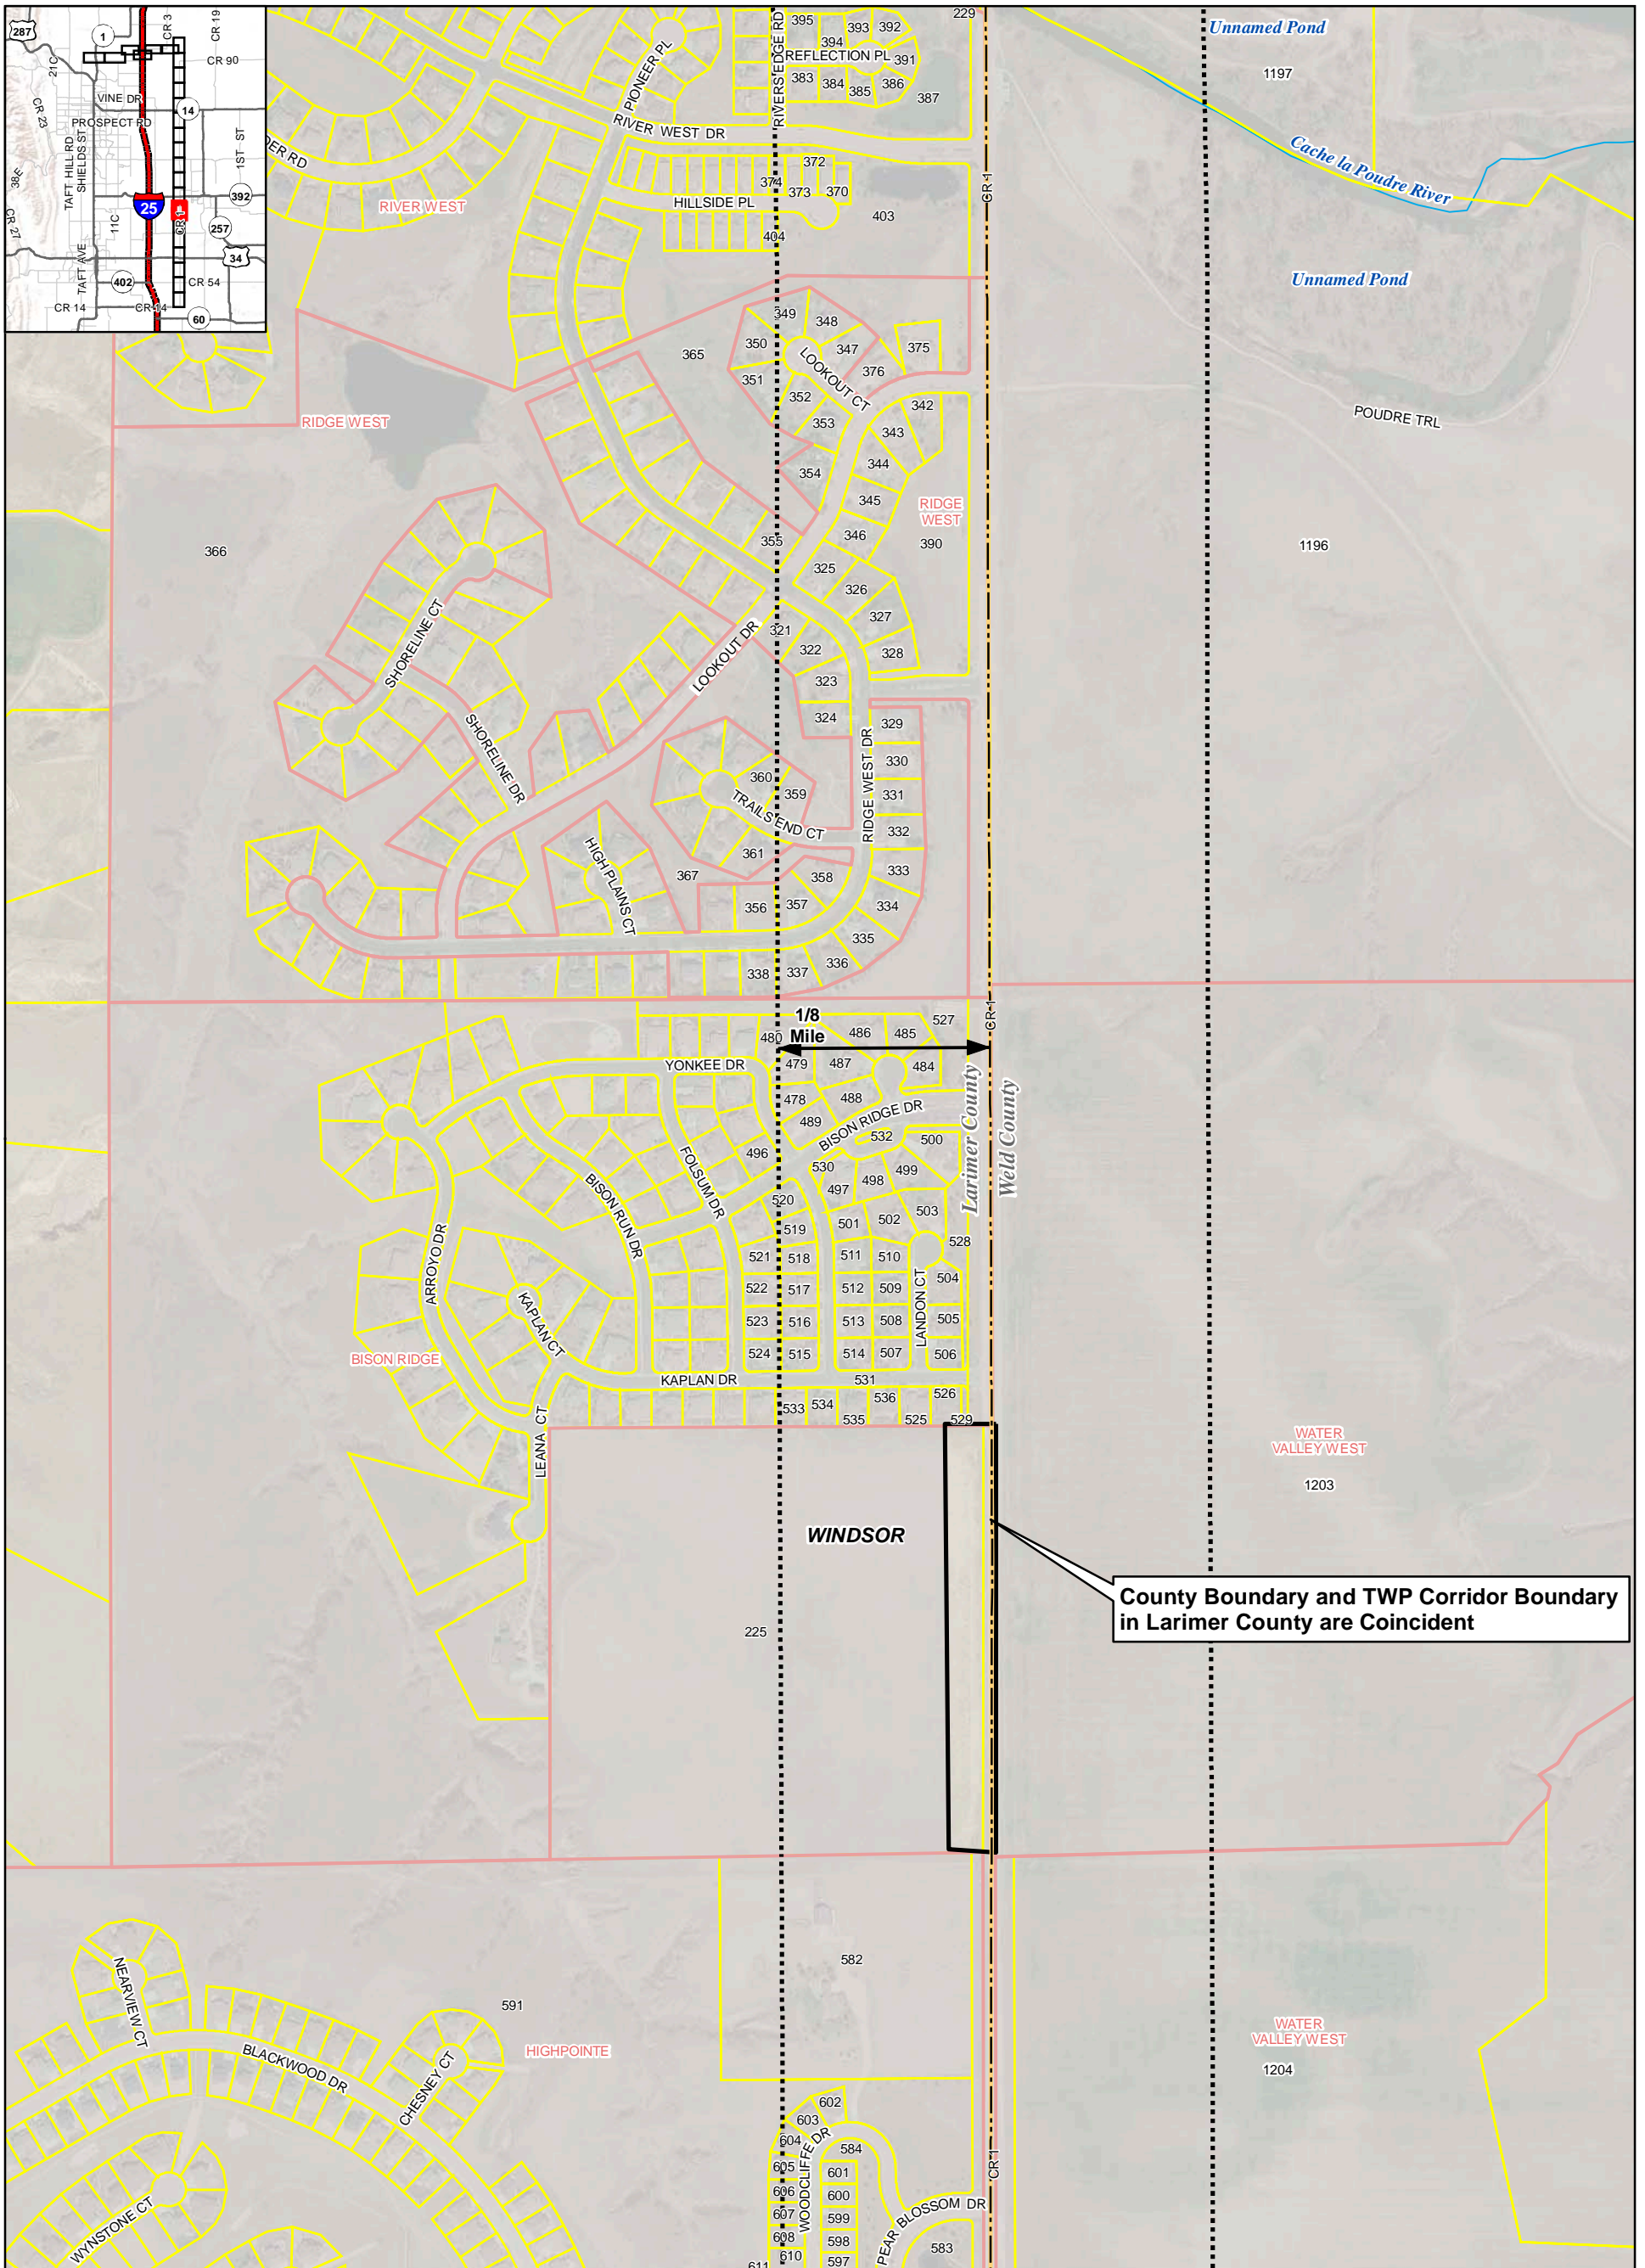 287
1
CR 3
CR 19
21C
CR 90
CR 23
VINE DR
14
PROSPECT RD
TAFT HILL RD
SHIELDS ST
1ST ST
38E
392
25
CR 1
11C
257
CR 27
34
TAFT AVE
402
CR 54
CR 14
CR 14
60
PIONEER PL
RIVERS EDGE RD
395
394
393
392
229
REFLECTION PL
391
383
384
385
386
387
RIVER WEST DR
DER RD
RIVER WEST
372
374
373
370
HILLSIDE PL
403
404
CR 1
Unnamed Pond
1197
Cache la Poudre River
Unnamed Pond
POUDRE TRL
349
348
350
347
375
365
351
LOOKOUT CT
376
352
342
353
343
RIDGE WEST
344
354
345
RIDGE
WEST
346
390
355
366
1196
325
326
327
321
322
328
SHORELINE CT
LOOKOUT DR
323
324
329
SHORELINE DR
RIDGE WEST DR
330
360
359
331
TRAILS END CT
332
361
HIGH PLAINS CT
367
358
333
356
357
334
335
336
338
337
1/8
Mile
CR 1
527
480
486
485
YONKEE DR
479
487
484
478
488
489
BISON RIDGE DR
532
500
Larimer County
Weld County
496
530
499
498
497
FOLSUM DR
BISON RUN DR
520
503
519
501
502
528
521
518
511
510
ARROYO DR
504
522
517
512
509
KAPLAN CT
LANDON CT
523
516
513
508
505
524
515
514
507
506
BISON RIDGE
KAPLAN DR
531
526
533
534
536
535
525
529
LEANA CT
WATER
VALLEY WEST
1203
WINDSOR
County Boundary and TWP Corridor Boundary
in Larimer County are Coincident
225
582
591
HIGHPOINTE
NEARVIEW CT
BLACKWOOD DR
CHESNEY CT
WYNSTONE CT
WATER
VALLEY WEST
1204
602
603
604
584
605
601
WOODCLIFFE DR
606
600
607
599
608
598
610
597
611
PEAR BLOSSOM DR
583
CR 1